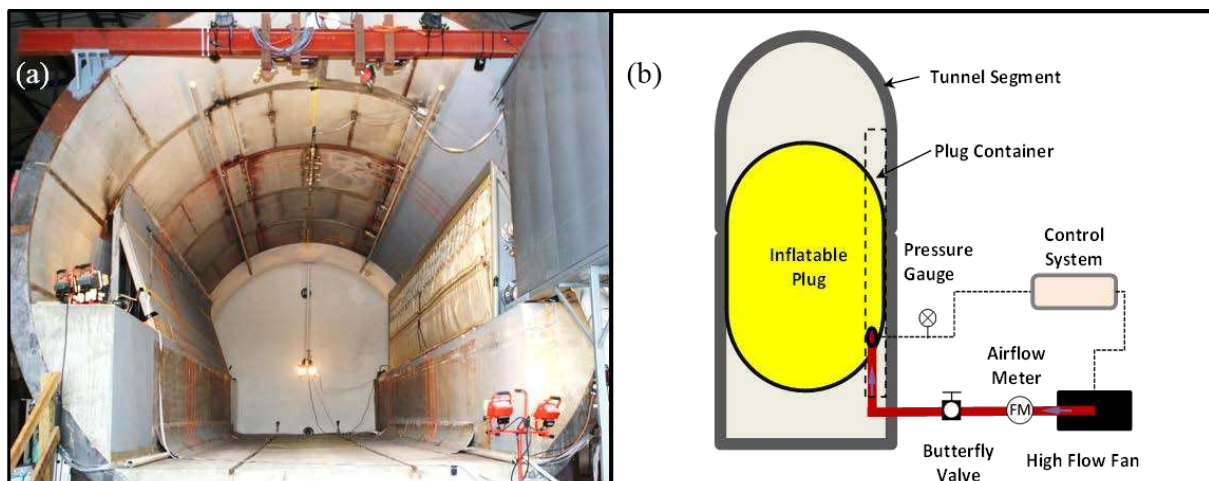 (a)
(b)
Tunnel Segment
Plug Container
Inflatable
Plug
Pressure
Gauge
Control
System
Airflow
Meter
FM
Butterfly
Valve
High Flow Fan